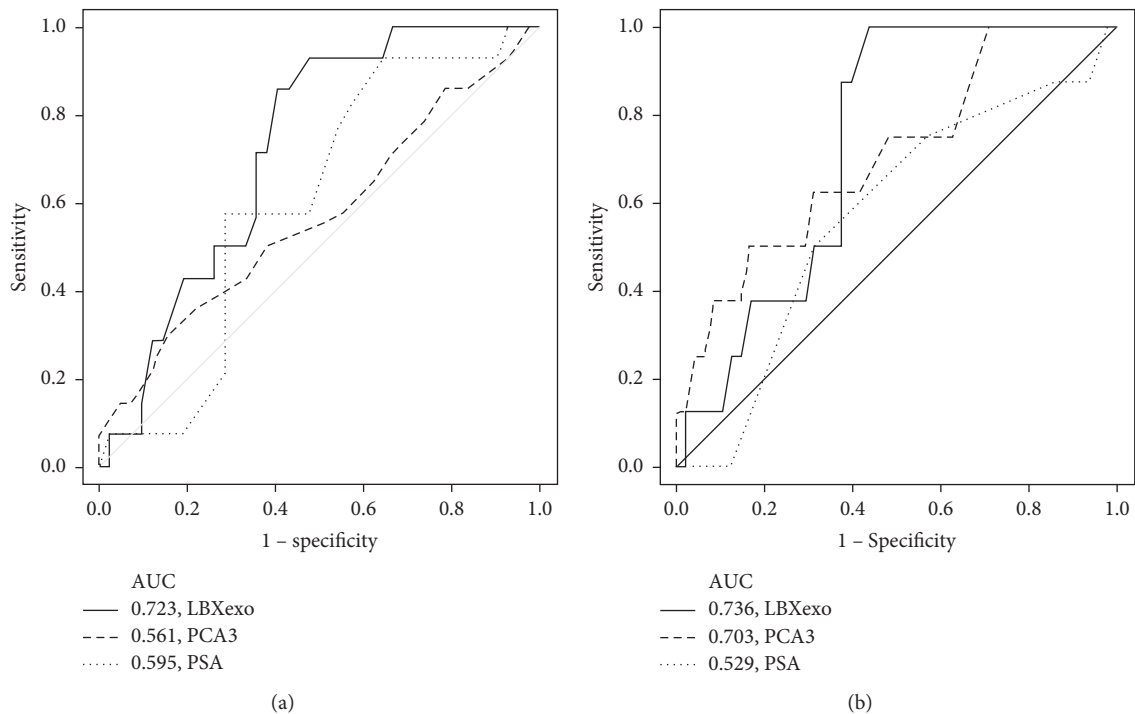 1.0
0.8
0.6
0.4
0.2
0.0
Sensitivity
0.0 0.2 0.4 0.6 0.8 1.0
1 – specificity
AUC
0.723, LBXexo
0.561, PCA3
0.595, PSA
(a)
1.0
0.8
0.6
0.4
0.2
0.0
Sensitivity
0.0 0.2 0.4 0.6 0.8 1.0
1 – Specificity
AUC
0.736, LBXexo
0.703, PCA3
0.529, PSA
(b)